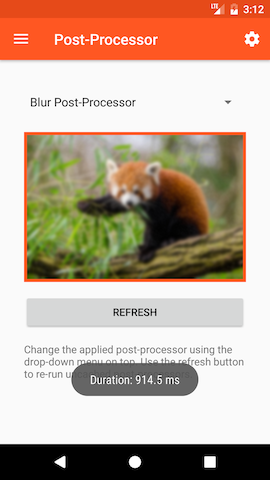 LTE 3:12
Post-Processor
Blur Post-Processor
REFRESH
Change the applied post-processor using the
drop-down menu on top. Use the refresh button
to re-run
Duration: 914.5 ms